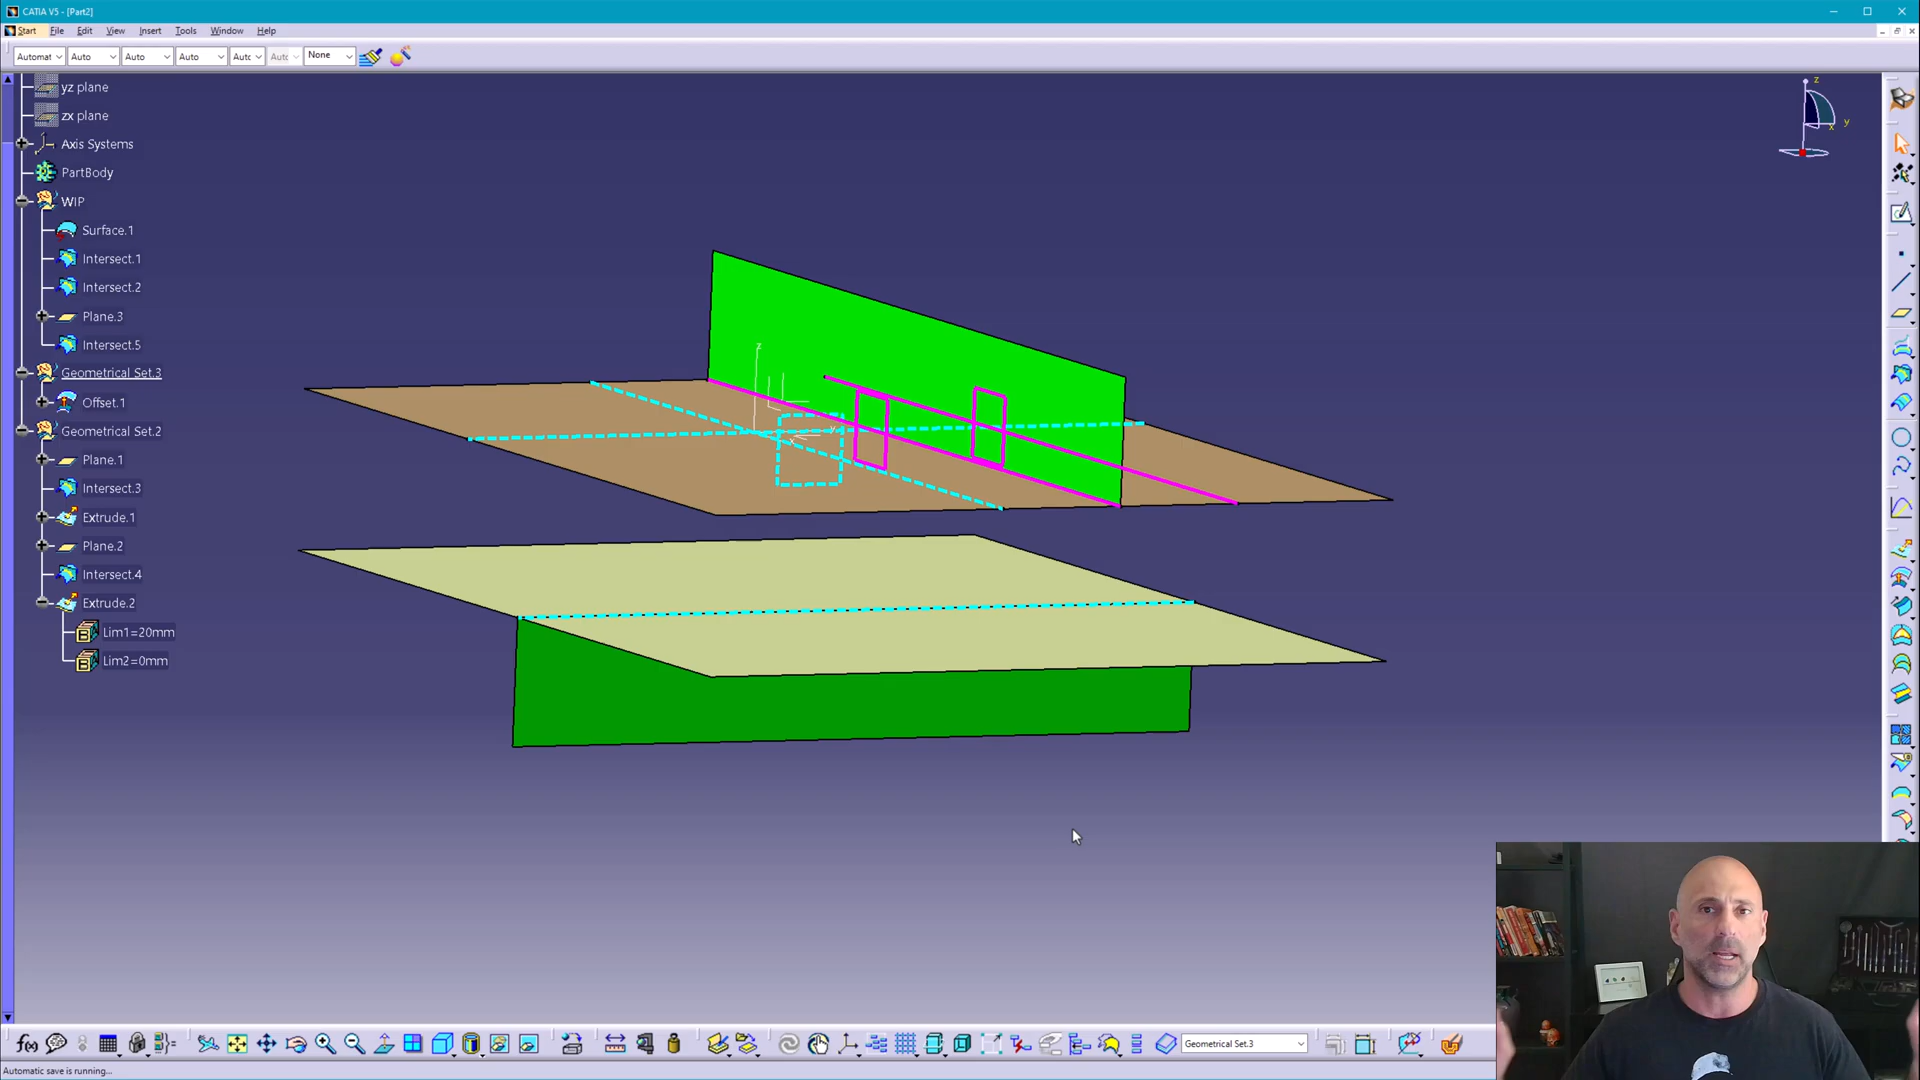 CATIA V5 - [Part2]
Start File Edit View Insert Tools Window Help
Automat Auto Auto Auto Autc Autc None
yz plane
zx plane
Axis Systems
PartBody
WIP
Surface.1
Intersect.1
Intersect.2
Plane.3
Intersect.5
Geometrical Set.3
Offset.1
Geometrical Set.2
Plane.1
Intersect.3
Extrude.1
Plane.2
Intersect.4
Extrude.2
Lim1=20mm
Lim2=0mm
z
y
x
z
y
x
Geometrical Set.3
Automatic save is running...